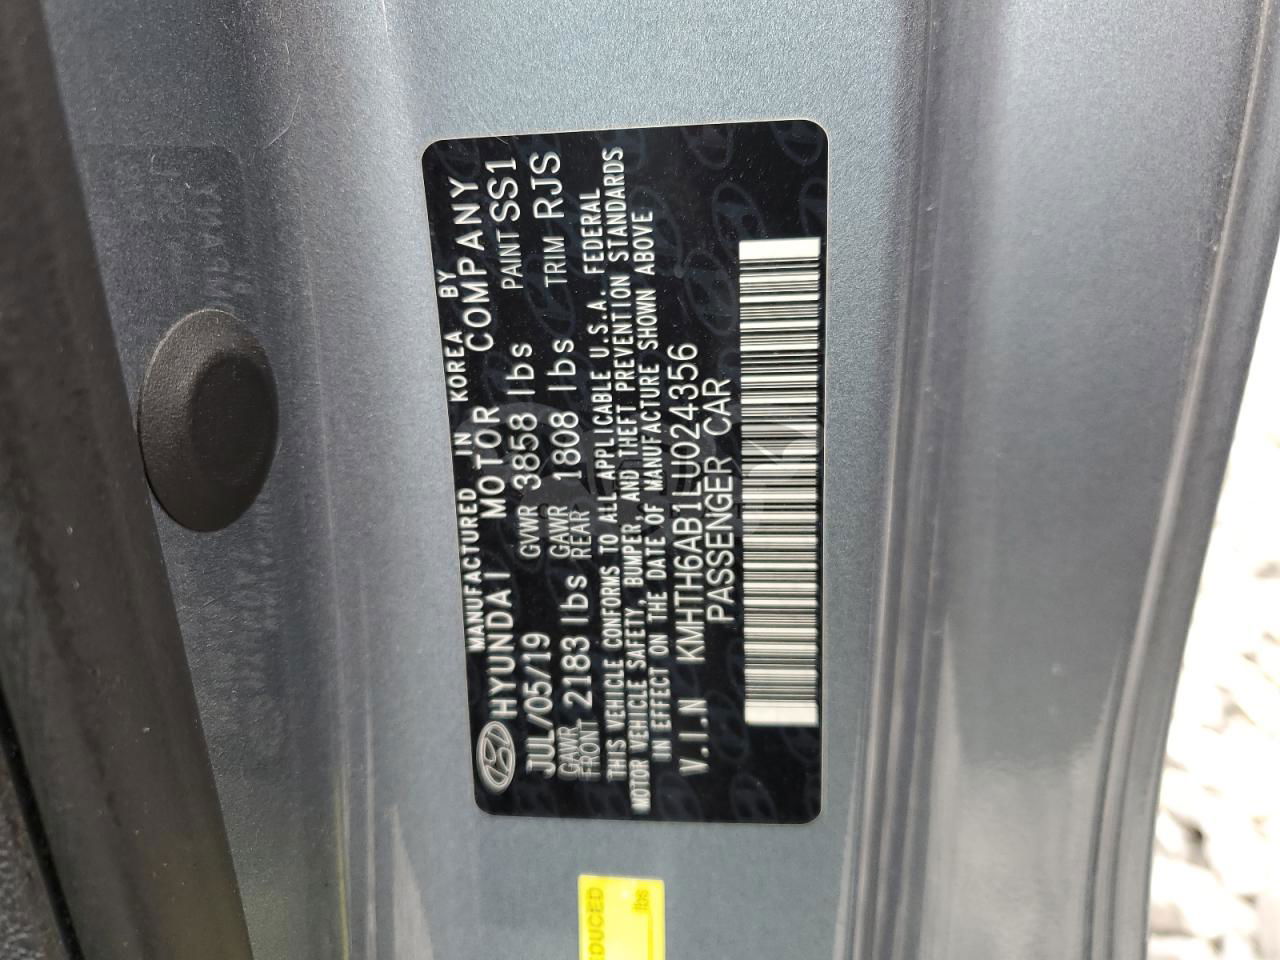 MANUFACTURED IN KOREA BY
HYUNDAI MOTOR COMPANY
JUL/05/19 GVWR 3858 lbs PAINT SS1
GAWR FRONT 2183 lbs GAWR REAR 1808 lbs TRIM RJS
THIS VEHICLE CONFORMS TO ALL APPLICABLE U.S.A. FEDERAL
MOTOR VEHICLE SAFETY, BUMPER, AND THEFT PREVENTION STANDARDS
IN EFFECT ON THE DATE OF MANUFACTURE SHOWN ABOVE
V.I.N KMHTH6AB1LU024356
PASSENGER CAR
DUCED
lbs